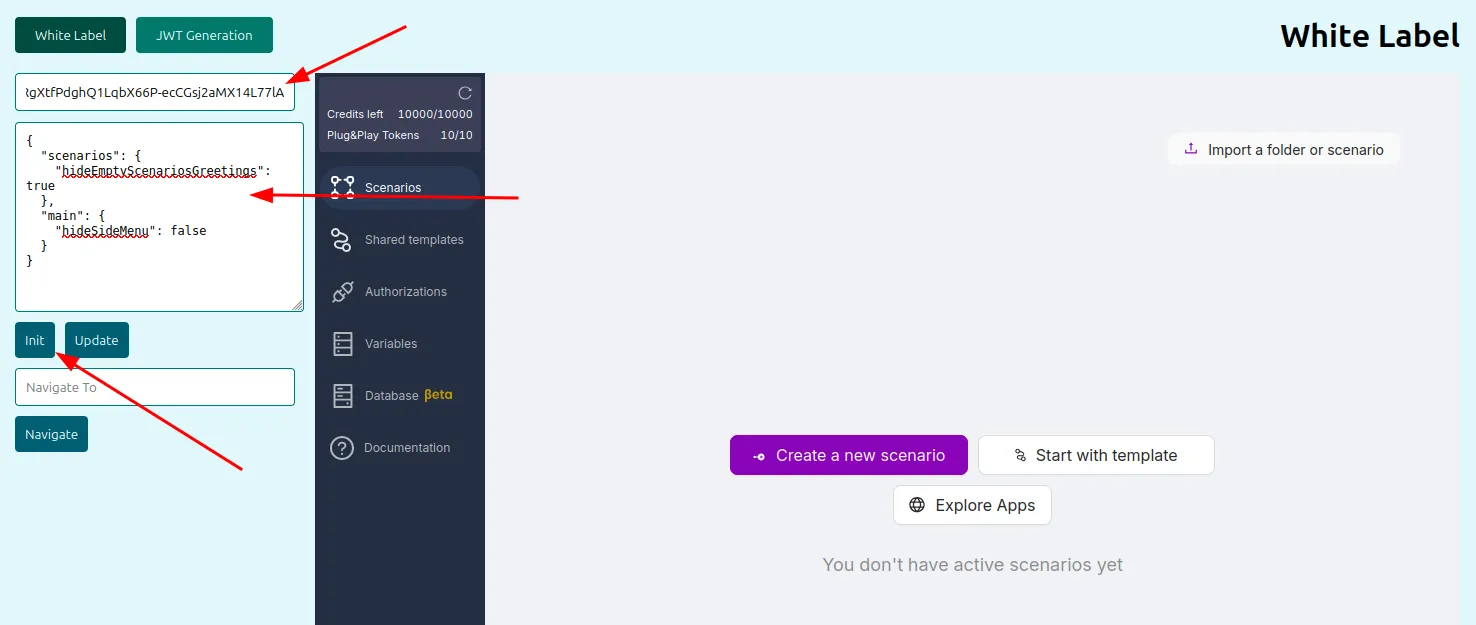 White Label
JWT Generation
White Label
RgXtfPdghQ1LqbX66P-ecCGsj2aMX14L77lA
{
"scenarios": {
"hideEmptyScenariosGreetings":
true
},
"main": {
"hideSideMenu": false
}
}
Init
Update
Navigate To
Navigate
Credits left 10000/10000
Plug&Play Tokens 10/10
Scenarios
Shared templates
Authorizations
Variables
Database βeta
Documentation
Import a folder or scenario
Create a new scenario
Start with template
Explore Apps
You don't have active scenarios yet